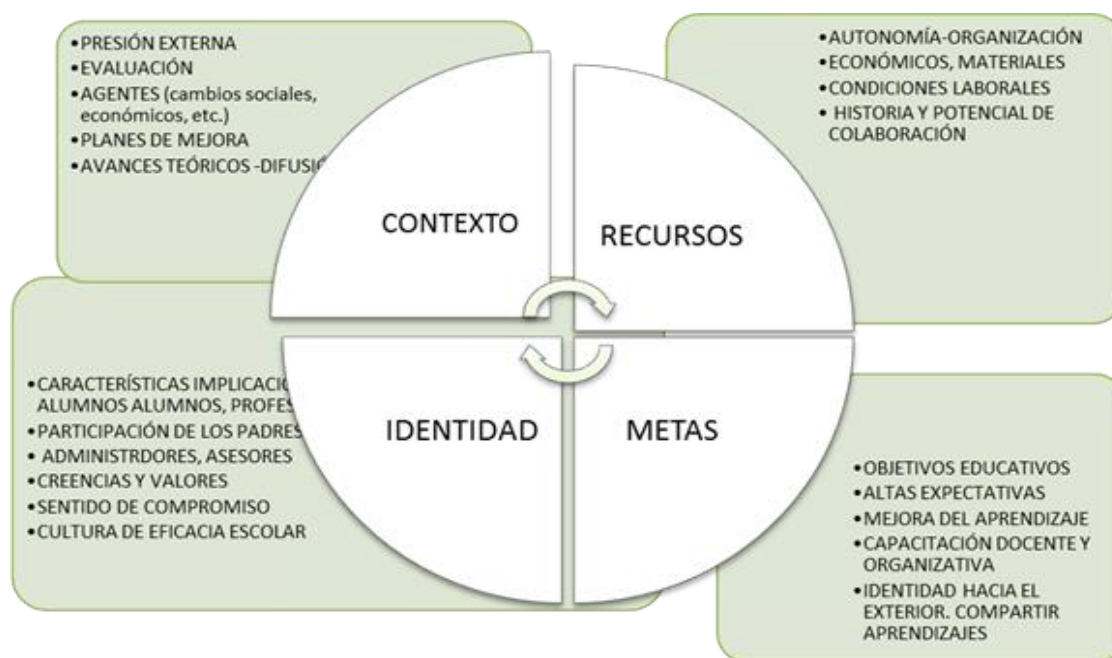 •PRESIÓN EXTERNA
•EVALUACIÓN
•AGENTES (cambios sociales,
económicos, etc.)
•PLANES DE MEJORA
•AVANCES TEÓRICOS -DIFUSIÓ
•AUTONOMÍA-ORGANIZACIÓN
•ECONÓMICOS, MATERIALES
•CONDICIONES LABORALES
• HISTORIA Y POTENCIAL DE
COLABORACIÓN
CONTEXTO
RECURSOS
•CARACTERÍSTICAS IMPLICACI
ALUMNOS ALUMNOS, PROFES
•PARTICIPACIÓN DE LOS PADRES
• ADMINISTRDORES, ASESORES
•CREENCIAS Y VALORES
•SENTIDO DE COMPROMISO
•CULTURA DE EFICACIA ESCOLAR
IDENTIDAD
METAS
•OBJETIVOS EDUCATIVOS
•ALTAS EXPECTATIVAS
•MEJORA DEL APRENDIZAJE
•CAPACITACIÓN DOCENTE Y
ORGANIZATIVA
•IDENTIDAD HACIA EL
EXTERIOR. COMPARTIR
APRENDIZAJES